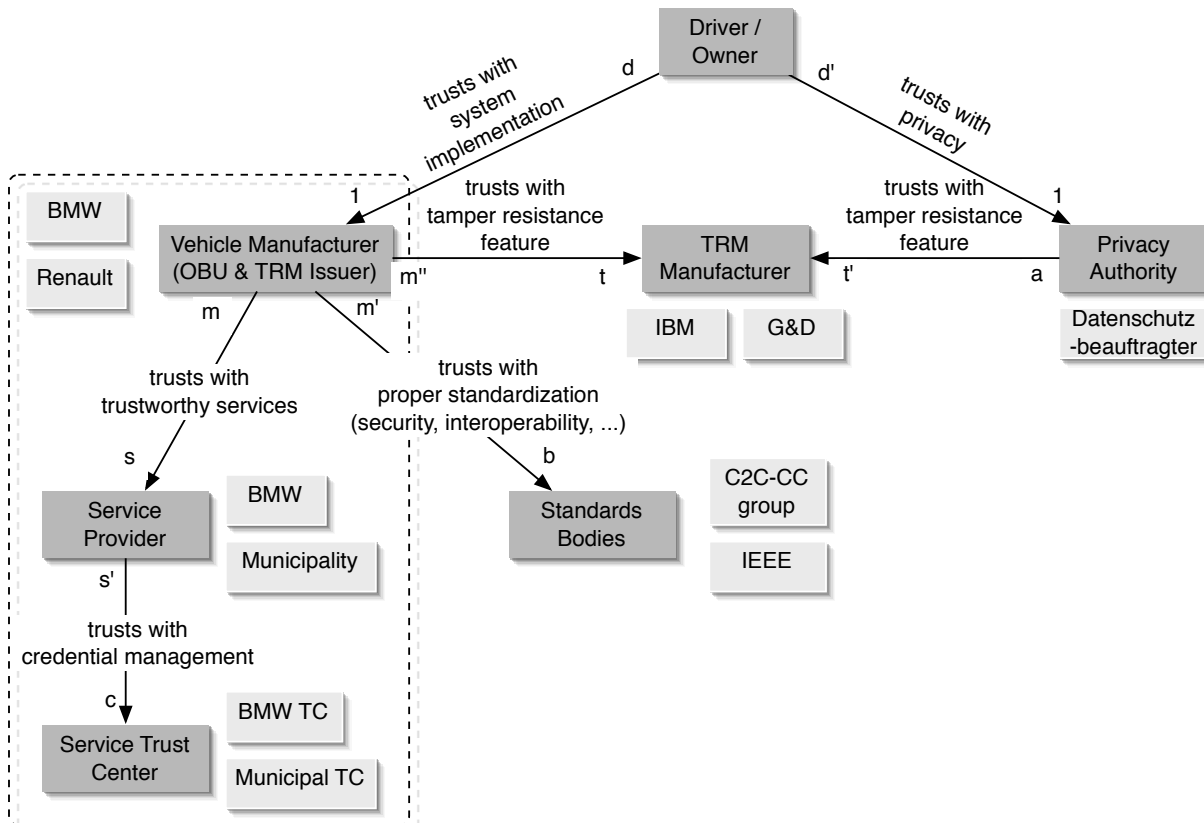 Driver /
Owner
d
d'
trusts with
system
implementation
trusts with
privacy
1
1
BMW
Renault
Vehicle Manufacturer
(OBU & TRM Issuer)
m
m'
m"
trusts with
tamper resistance
feature
t
TRM
Manufacturer
t'
trusts with
tamper resistance
feature
a
Privacy
Authority
IBM
G&D
Datenschutz
-beauftragter
trusts with
trustworthy services
trusts with
proper standardization
(security, interoperability, ...)
s
b
Service
Provider
BMW
Municipality
Standards
Bodies
C2C-CC
group
IEEE
s'
trusts with
credential management
c
Service Trust
Center
BMW TC
Municipal TC